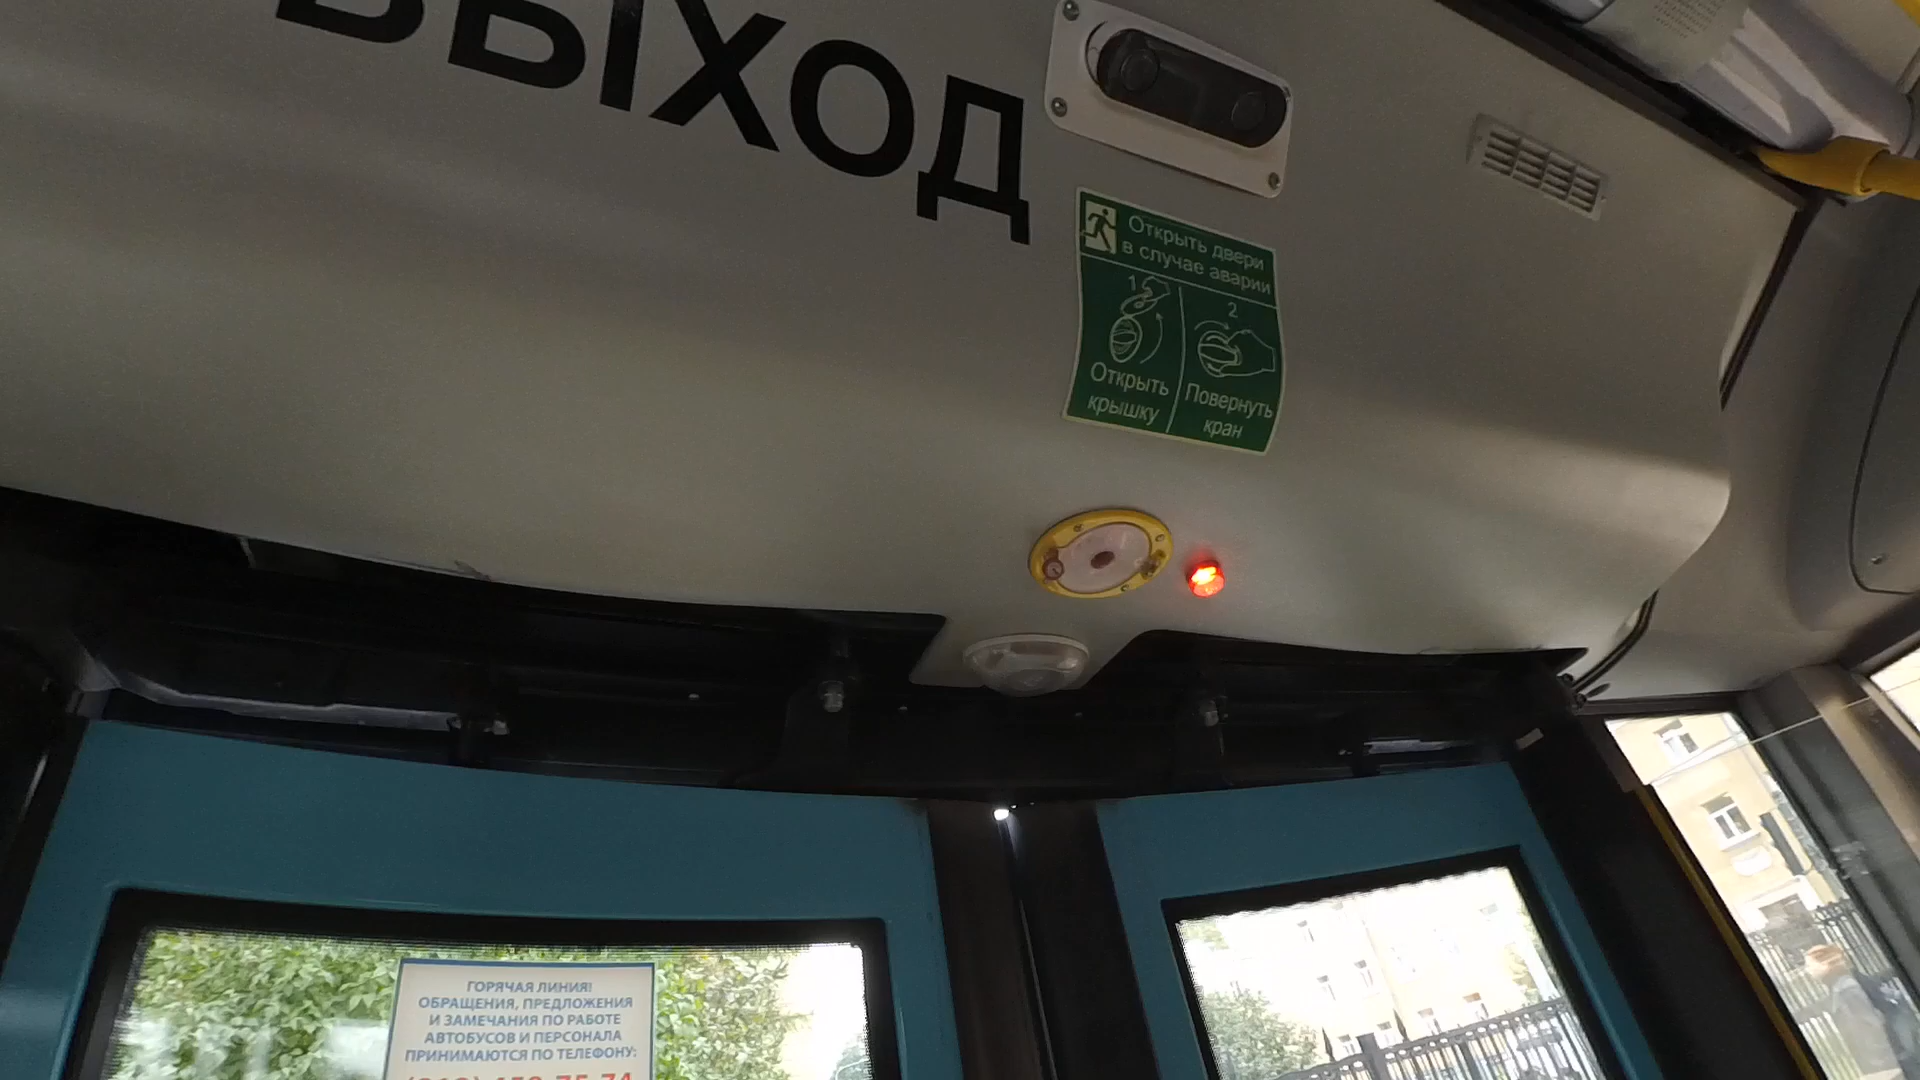 ВЫХОД
Открыть двери
в случае аварии
1
Открыть
крышку
2
Повернуть
кран
ГОРЯЧАЯ ЛИНИЯ!
ОБРАЩЕНИЯ, ПРЕДЛОЖЕНИЯ
И ЗАМЕЧАНИЯ ПО РАБОТЕ
АВТОБУСОВ И ПЕРСОНАЛА
ПРИНИМАЮТСЯ ПО ТЕЛЕФОНУ: